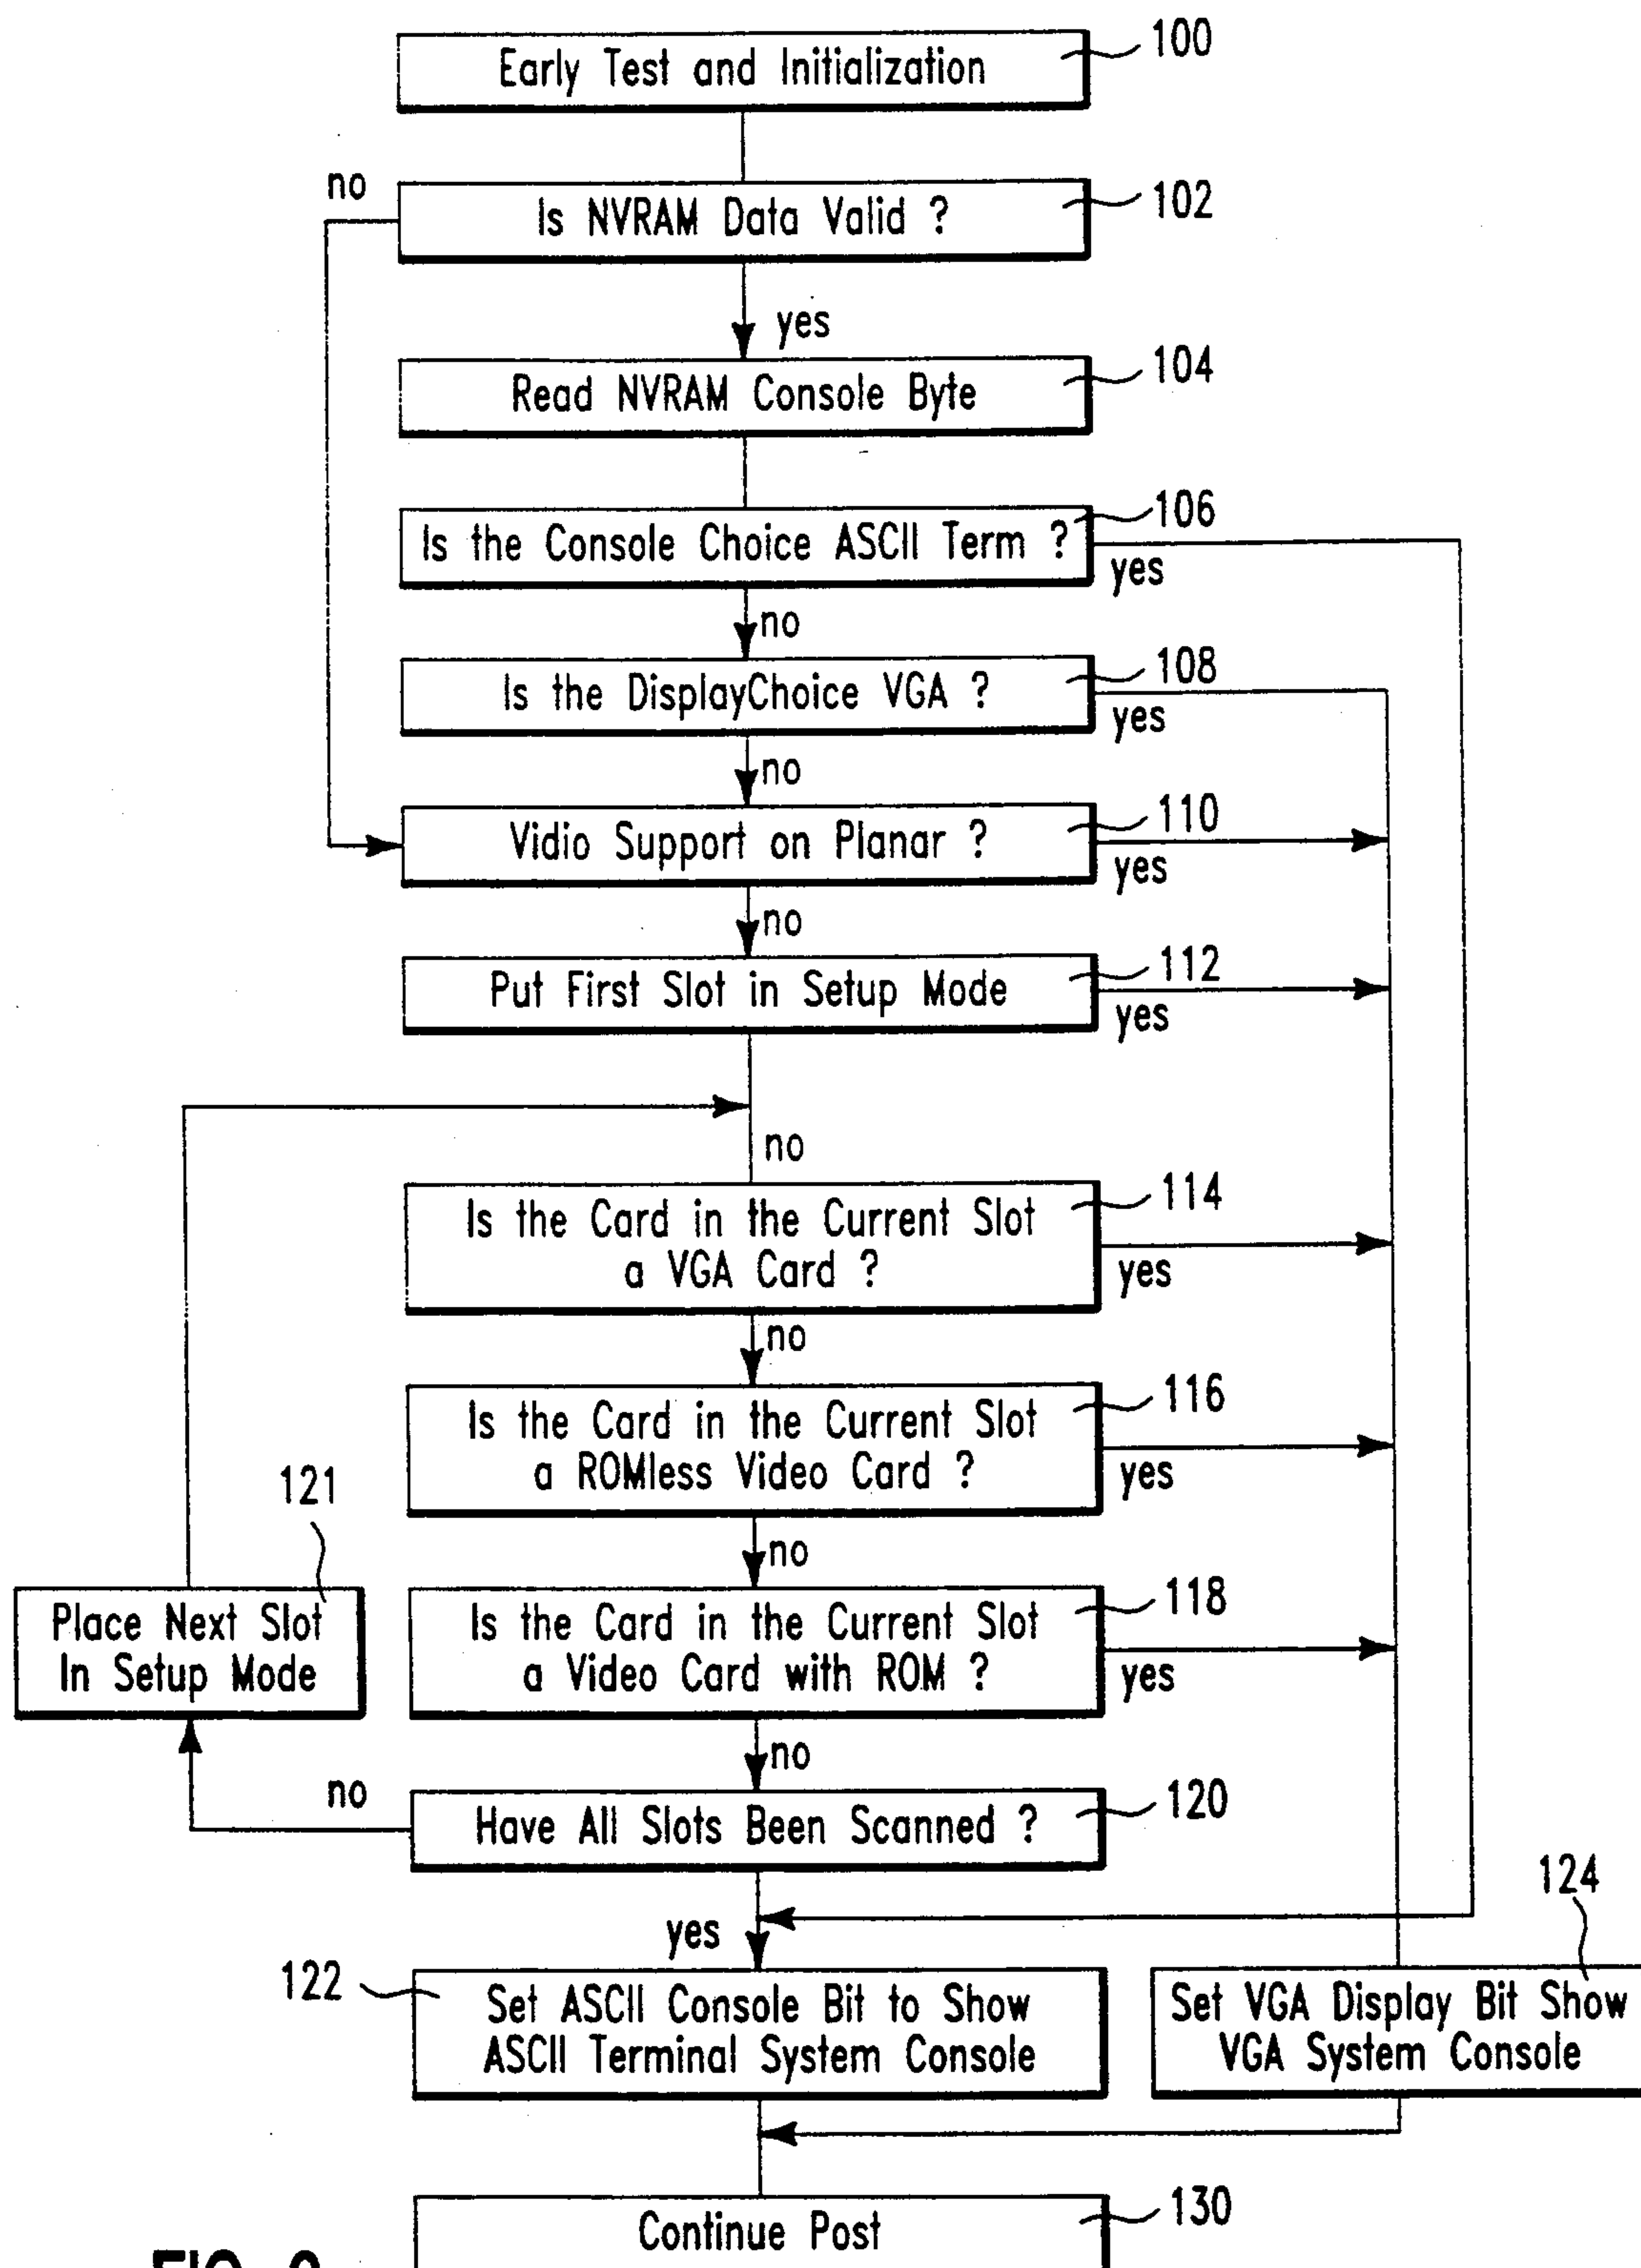 Early Test and Initialization
100
no
Is NVRAM Data Valid ?
102
yes
Read NVRAM Console Byte
104
Is the Console Choice ASCII Term ?
106
yes
no
Is the DisplayChoice VGA ?
108
yes
no
Vidio Support on Planar ?
110
yes
no
Put First Slot in Setup Mode
112
yes
no
Is the Card in the Current Slot
a VGA Card ?
114
yes
no
Is the Card in the Current Slot
a ROMless Video Card ?
116
yes
121
no
Place Next Slot
In Setup Mode
Is the Card in the Current Slot
a Video Card with ROM ?
118
yes
no
no
Have All Slots Been Scanned ?
120
yes
124
122
Set ASCII Console Bit to Show
ASCII Terminal System Console
Set VGA Display Bit Show
VGA System Console
Continue Post
130